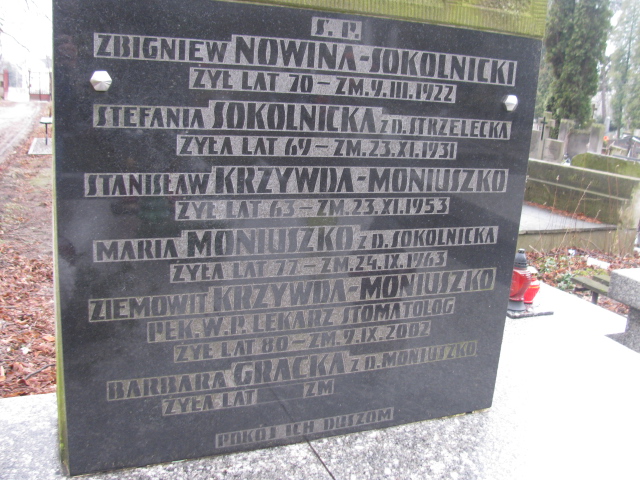 Ś. P.
ZBIGNIEW NOWINA-SOKOLNICKI
ŻYŁ LAT 70 - ZM. 9.III.1922
STEFANIA SOKOLNICKA Z D. STRZELECKA
ŻYŁA LAT 69 - ZM. 23.XI.1931
STANISŁAW KRZYWDA-MONIUSZKO
ŻYŁ LAT 63 - ZM. 23.XI.1953
MARIA MONIUSZKO Z D. SOKOLNICKA
ŻYŁA LAT 77 - ZM. 24.IX.1963
ZIEMOWIT KRZYWDA-MONIUSZKO
PŁK. W.P. LEKARZ STOMATOLOG
ŻYŁ LAT 80 - ZM. 9.IX.2002
BARBARA GRACKA Z D. MONIUSZKO
ŻYŁA LAT ZM
POKÓJ ICH DUSZOM